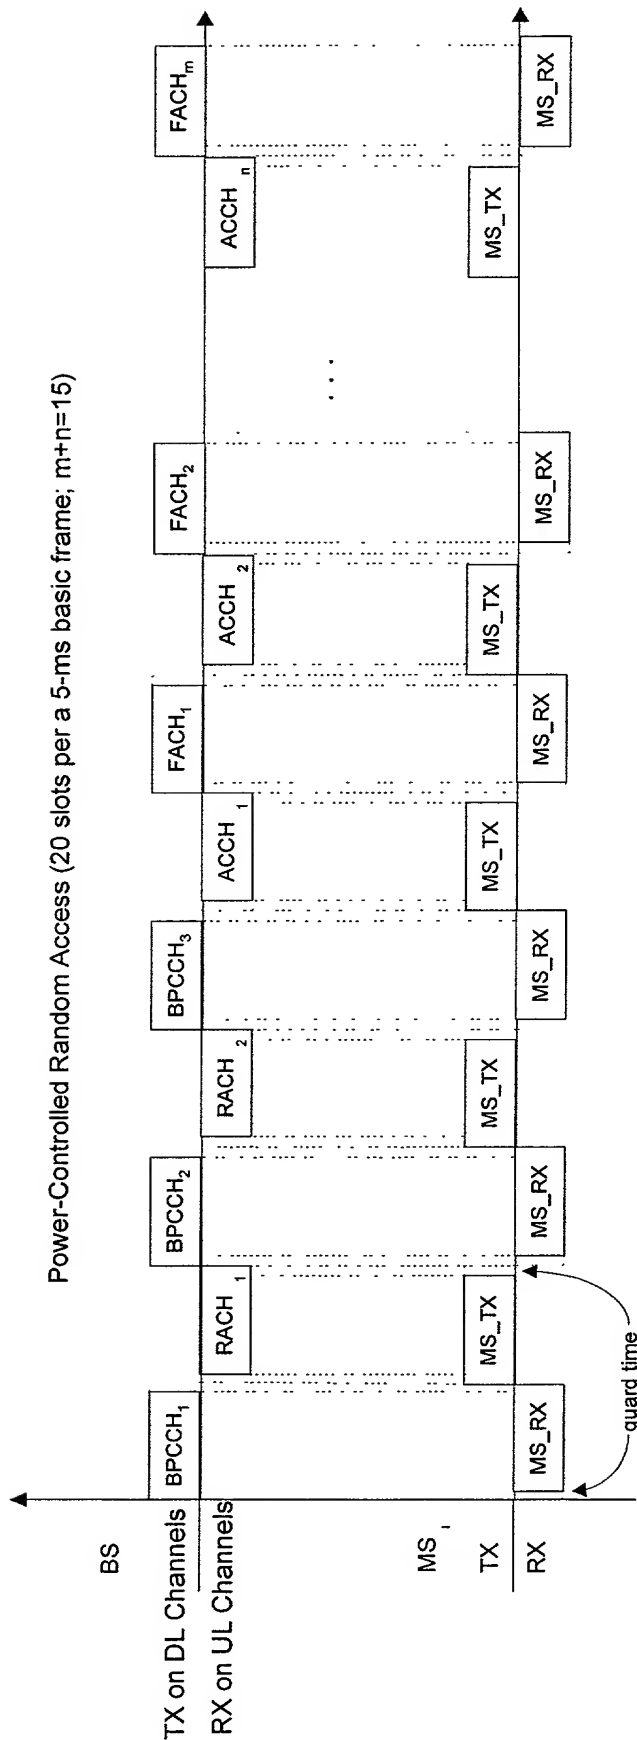 Power-Controlled Random Access (20 slots per a 5-ms basic frame; m+n=15)
BS
TX on DL Channels
BPCCH1
BPCCH2
BPCCH3
FACH1
FACH2
FACHm
RX on UL Channels
RACH 1
RACH 2
ACCH 1
ACCH 2
...
ACCH n
MS
TX
MS_TX
MS_TX
MS_TX
MS_TX
MS_TX
RX
MS_RX
MS_RX
MS_RX
MS_RX
MS_RX
MS_RX
guard time